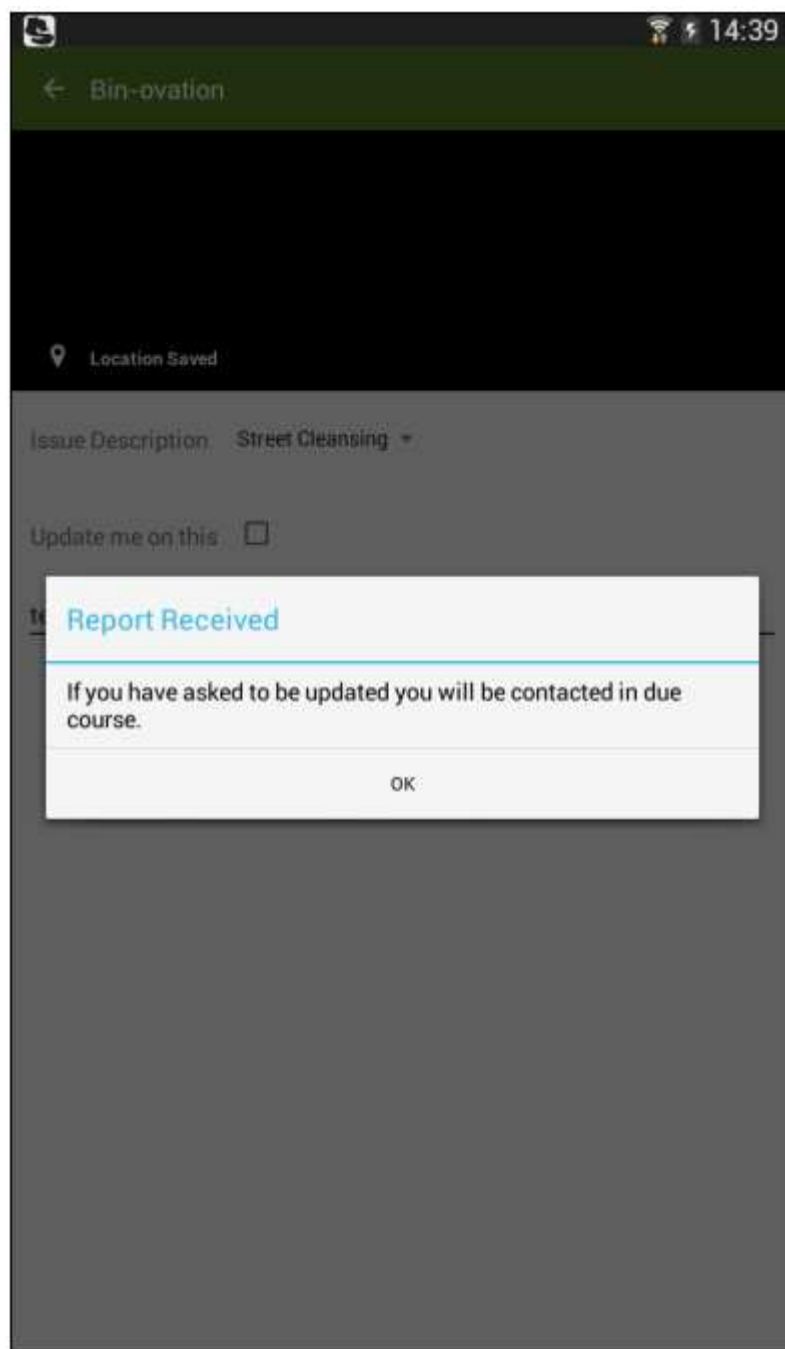 14:39
Bin-ovation
Location Saved
Issue Description Street Cleansing
Update me on this
Report Received
If you have asked to be updated you will be contacted in due
course.
OK